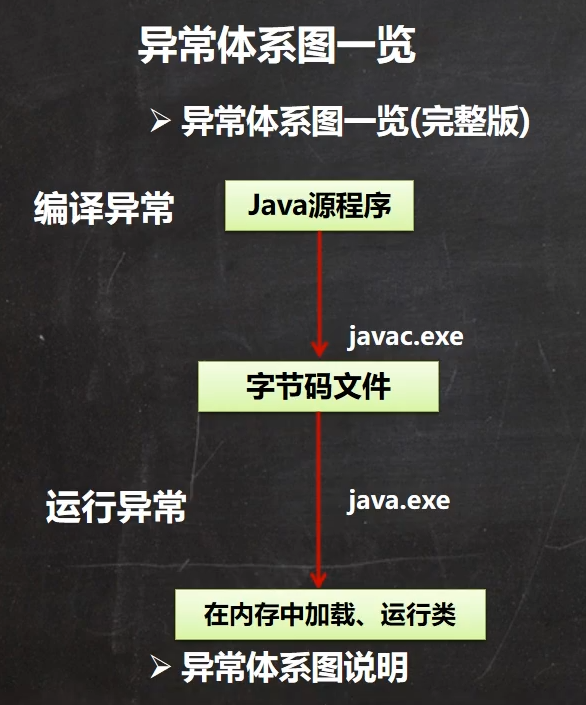 异常体系图一览
➢ 异常体系图一览(完整版)
编译异常
Java源程序
javac.exe
字节码文件
运行异常
java.exe
在内存中加载、运行类
➢ 异常体系图说明